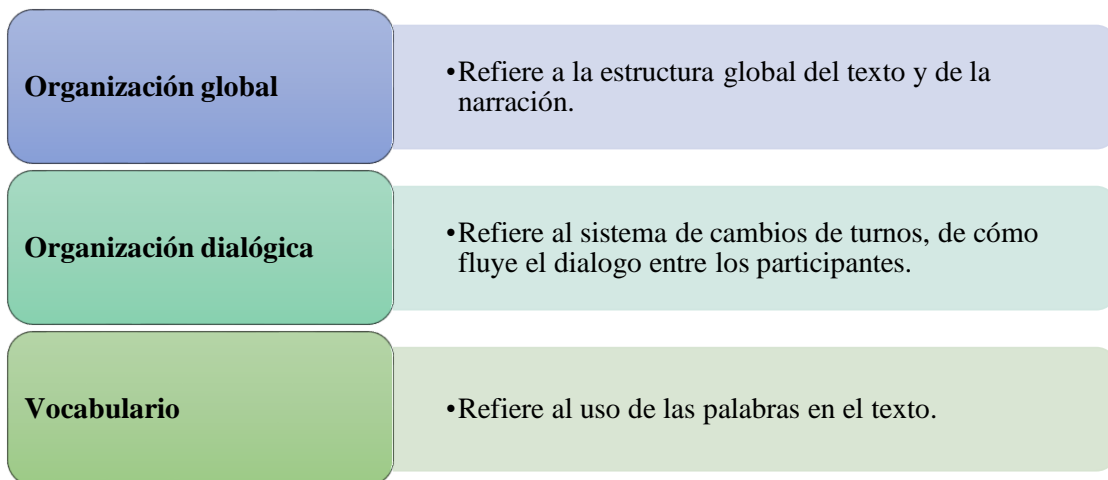 Organización global
•Refiere a la estructura global del texto y de la
narración.
Organización dialógica
•Refiere al sistema de cambios de turnos, de cómo
fluye el dialogo entre los participantes.
Vocabulario
•Refiere al uso de las palabras en el texto.